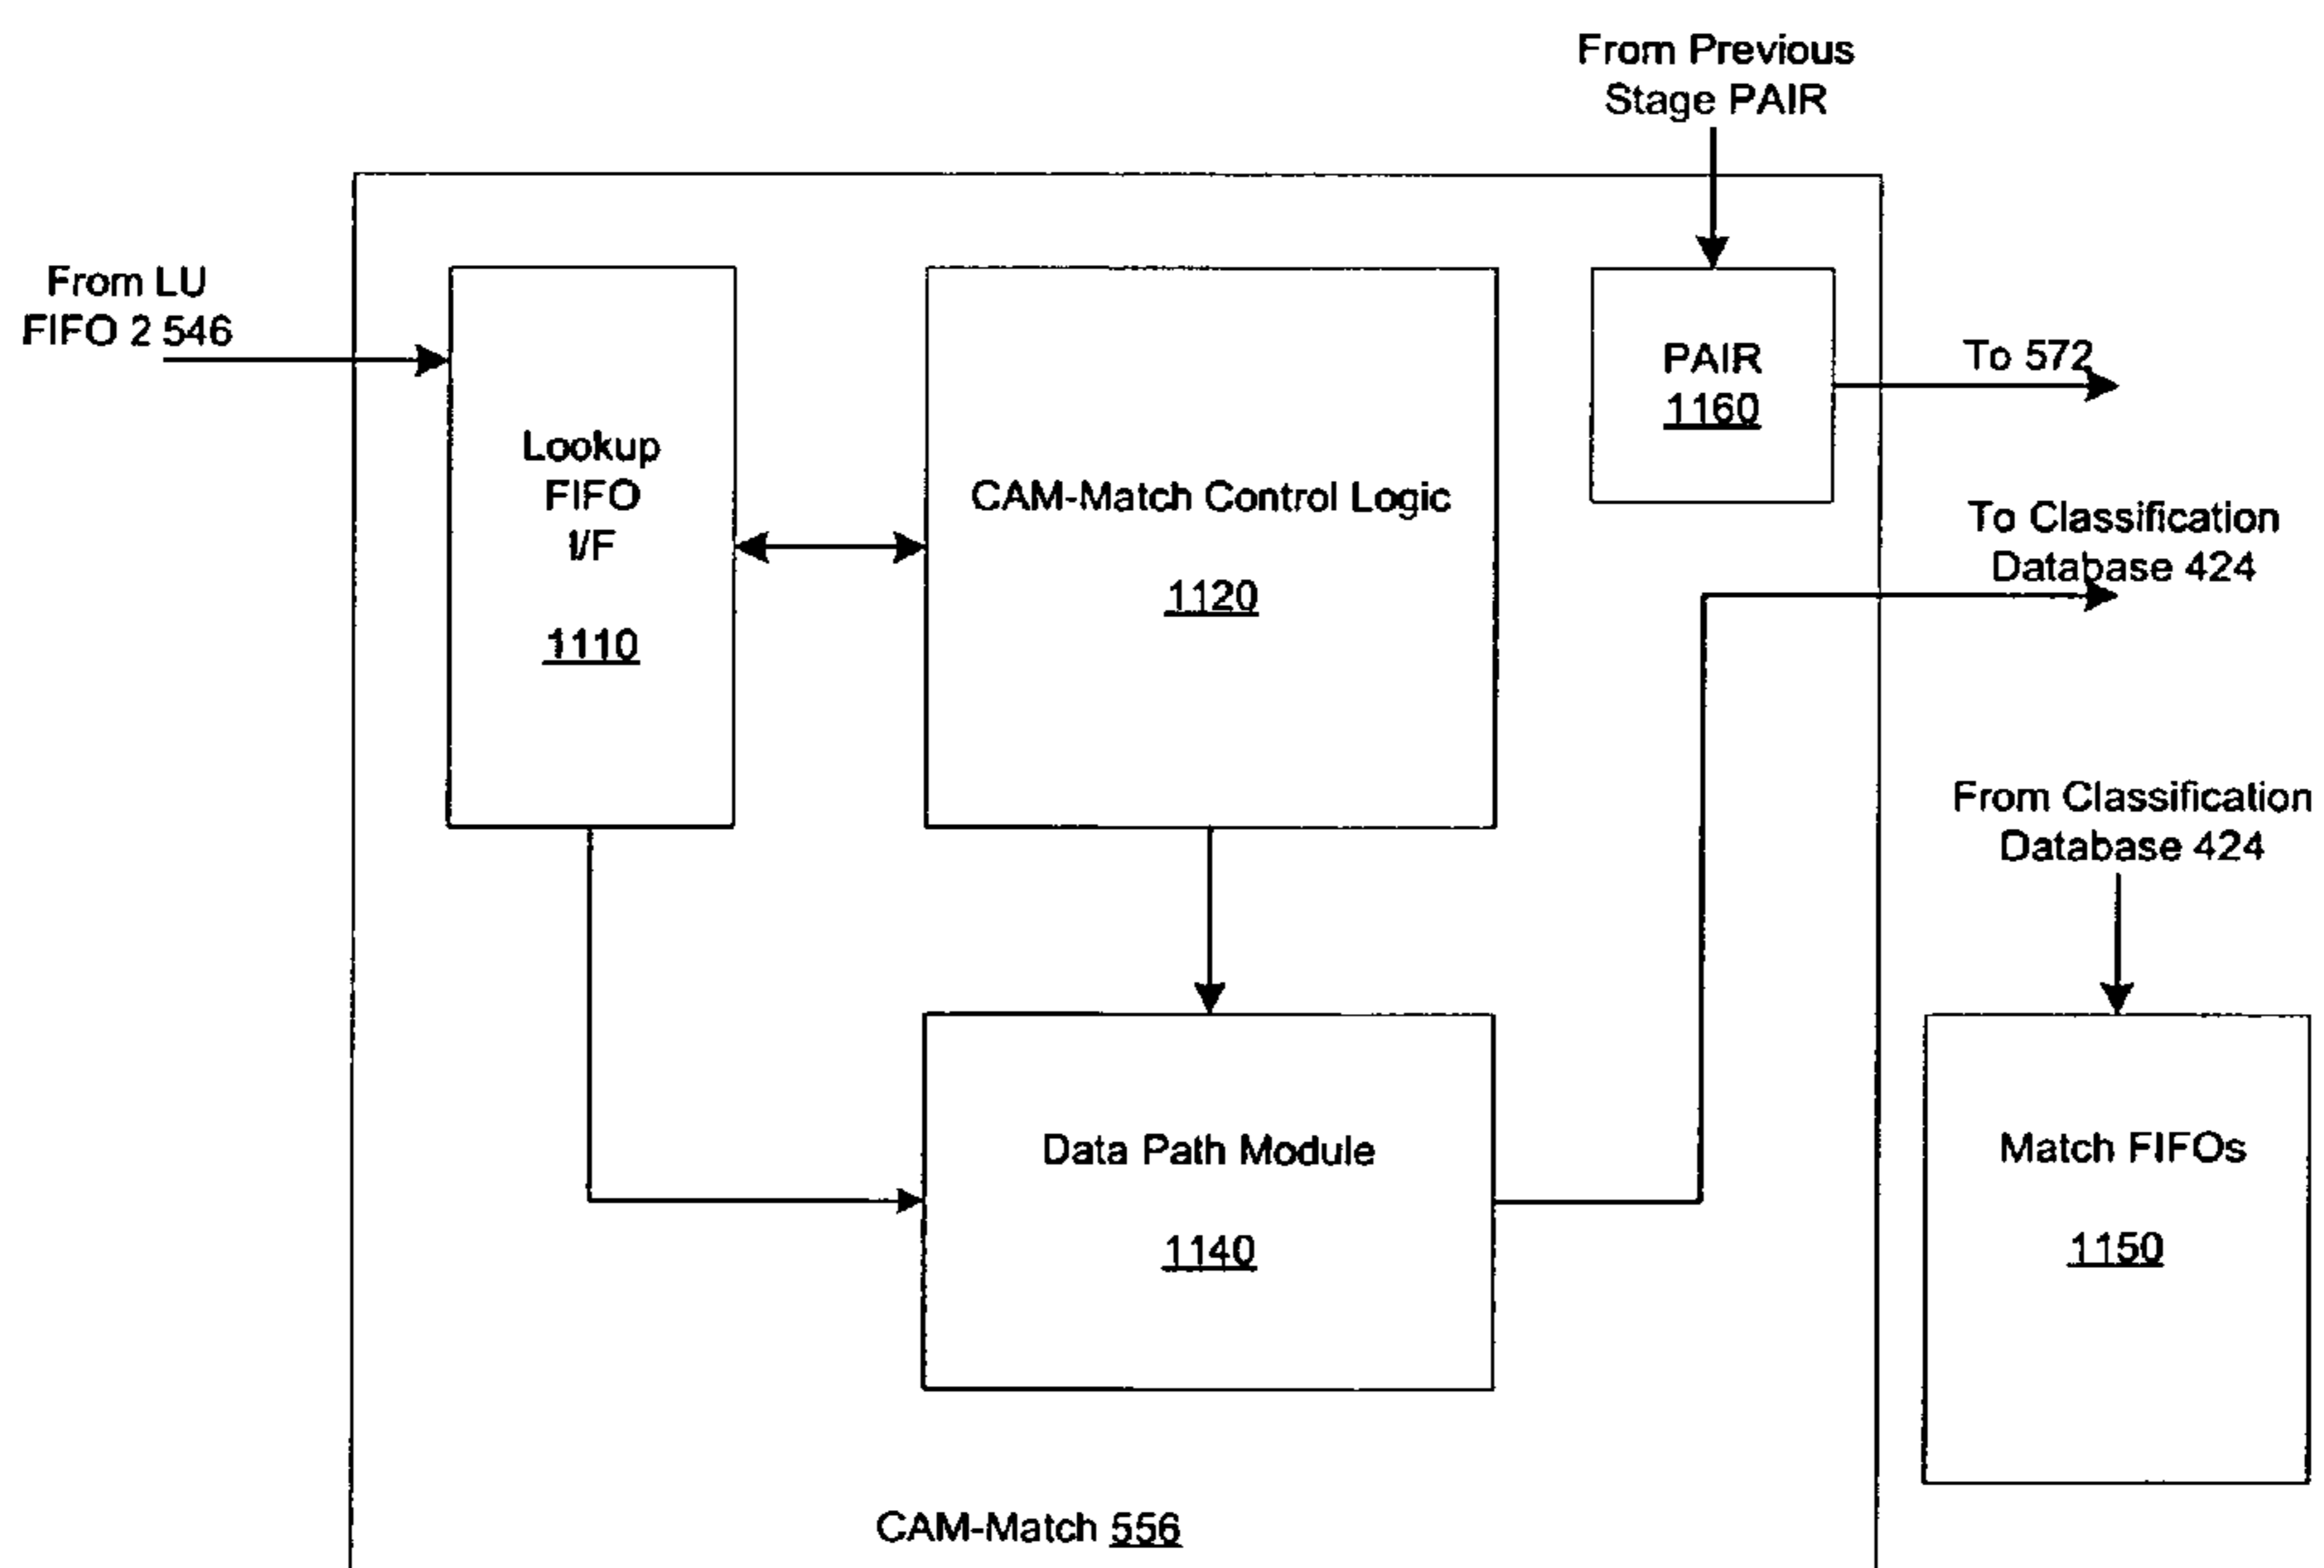 From Previous
Stage PAIR
From LU
FIFO 2 546
Lookup
FIFO
I/F
1110
CAM-Match Control Logic
1120
PAIR
1160
To 572
To Classification
Database 424
From Classification
Database 424
Data Path Module
1140
Match FIFOs
1150
CAM-Match 556